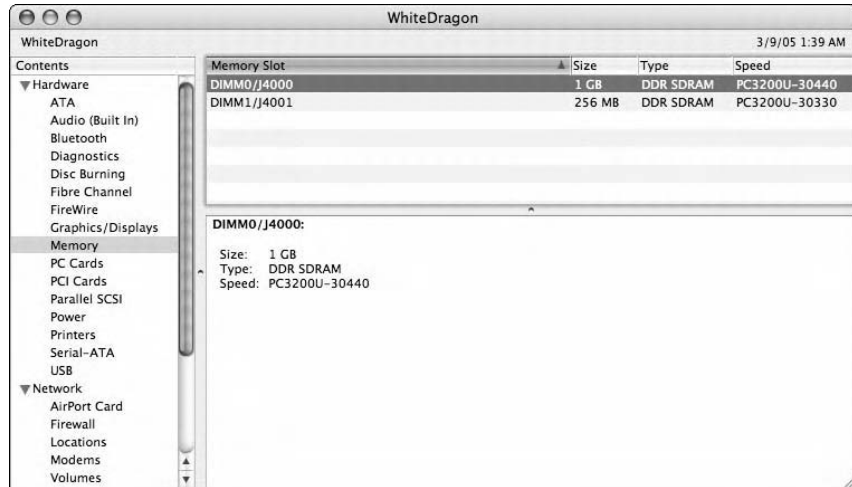 WhiteDragon
WhiteDragon 3/9/05 1:39 AM
Contents
Hardware
ATA
Audio (Built In)
Bluetooth
Diagnostics
Disc Burning
Fibre Channel
FireWire
Graphics/Displays
Memory
PC Cards
PCI Cards
Parallel SCSI
Power
Printers
Serial-ATA
USB
Network
AirPort Card
Firewall
Locations
Modems
Volumes
Memory Slot Size Type Speed
DIMM0/J4000 1 GB DDR SDRAM PC3200U-30440
DIMM1/J4001 256 MB DDR SDRAM PC3200U-30330
DIMM0/J4000:
Size: 1 GB
Type: DDR SDRAM
Speed: PC3200U-30440